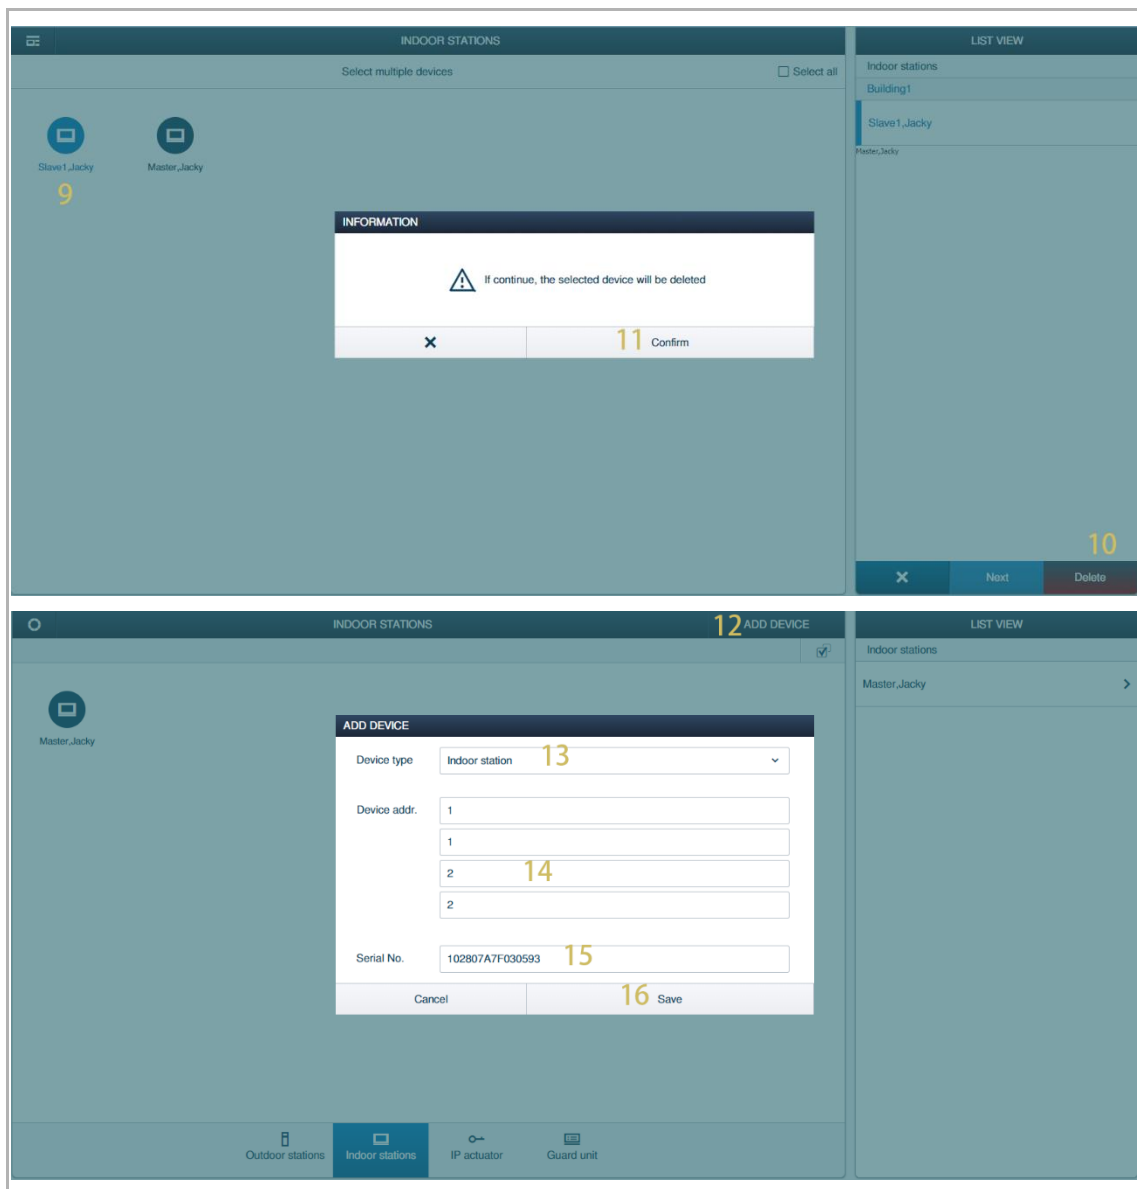 INDOOR STATIONS
LIST VIEW
Select multiple devices
Select all
Indoor stations
Building1
Slave1,Jacky
Master,Jacky
Slave1,Jacky
Master,Jacky
9
INFORMATION
If continue, the selected device will be deleted
11 Confirm
10
Next
Delete
INDOOR STATIONS
12 ADD DEVICE
LIST VIEW
Indoor stations
Master,Jacky
Master,Jacky
ADD DEVICE
Device type
Indoor station
13
Device addr.
1
1
2
14
2
Serial No.
102807A7F030593
15
Cancel
16 Save
Outdoor stations
Indoor stations
IP actuator
Guard unit